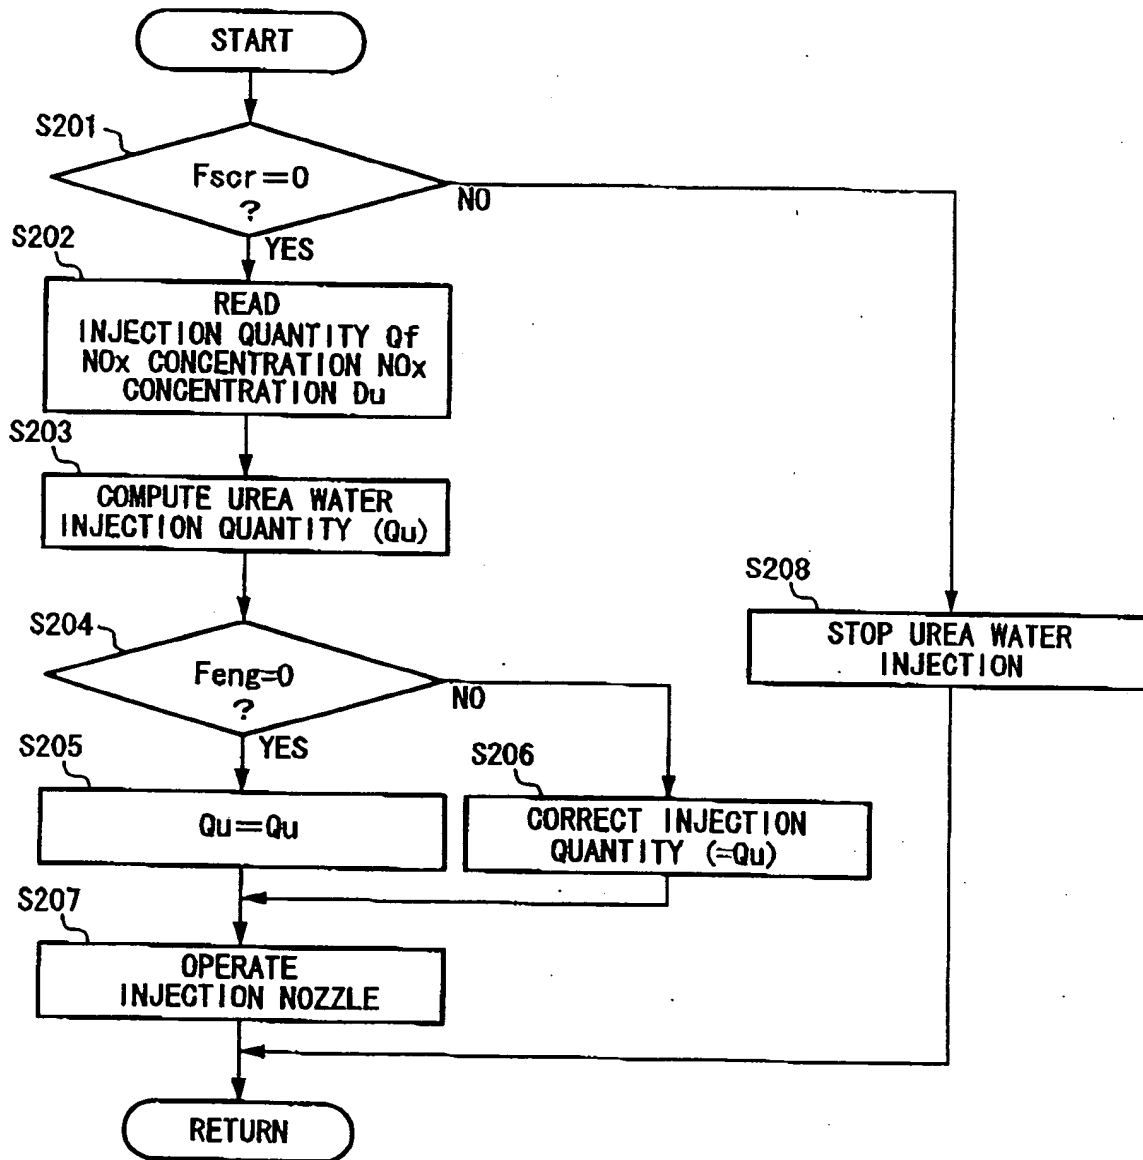 START
S201
Fscr=0
?
NO
YES
S202
READ
INJECTION QUANTITY Qf
NOx CONCENTRATION NOx
CONCENTRATION Du
S203
COMPUTE UREA WATER
INJECTION QUANTITY (Qu)
S204
Feng=0
?
NO
YES
S205
Qu=Qu
S206
CORRECT INJECTION
QUANTITY (=Qu)
S207
OPERATE
INJECTION NOZZLE
S208
STOP UREA WATER
INJECTION
RETURN